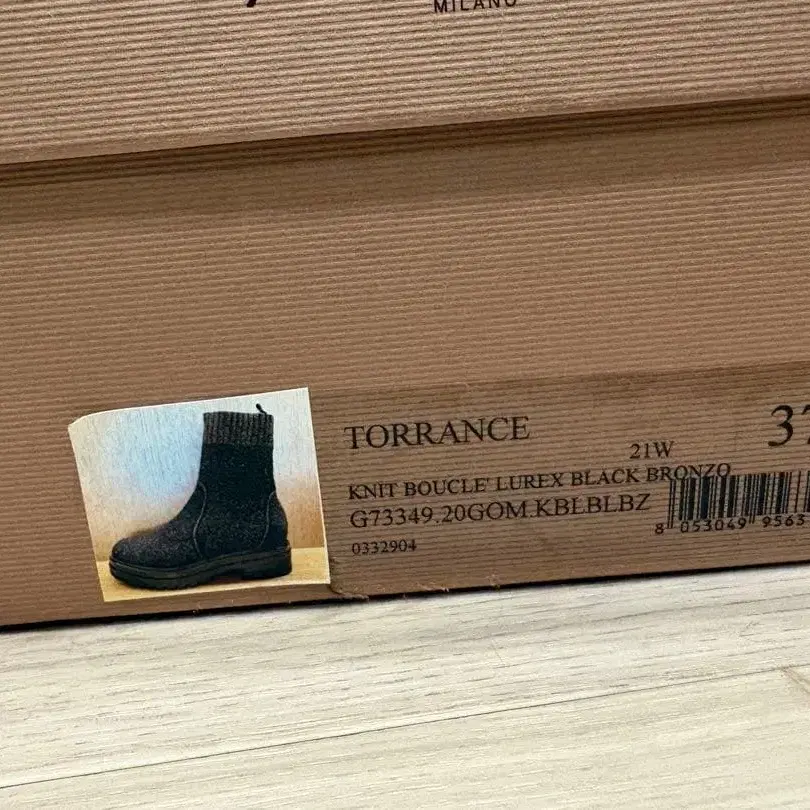 MILANO
TORRANCE
37
21W
KNIT BOUCLE' LUREX BLACK BRONZO
G73349.20GOM.KBLBLBZ
8 053049 9563
0332904